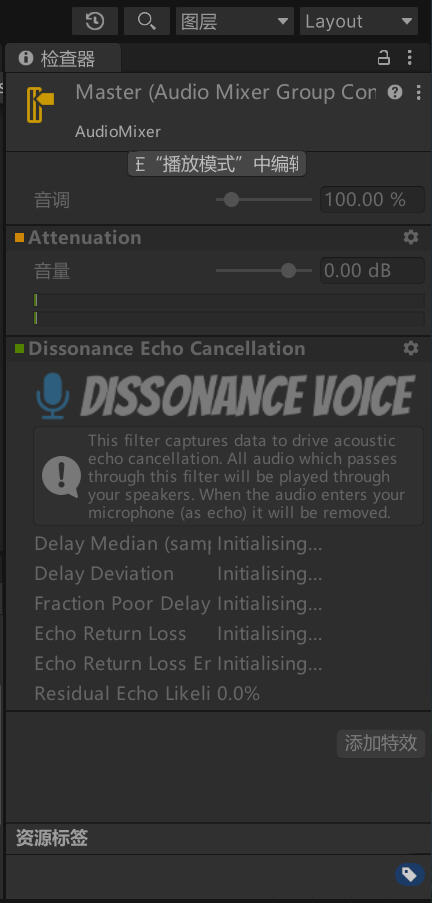 图层
Layout
检查器
Master (Audio Mixer Group Con
AudioMixer
“播放模式”中编辑
音调
100.00 %
Attenuation
音量
0.00 dB
Dissonance Echo Cancellation
DISSONANCE VOICE
This filter captures data to drive acoustic
echo cancellation. All audio which passes
through this filter will be played through
your speakers. When the audio enters your
microphone (as echo) it will be removed.
Delay Median (samp Initialising...
Delay Deviation Initialising...
Fraction Poor Delay Initialising...
Echo Return Loss Initialising...
Echo Return Loss Er Initialising...
Residual Echo Likeli 0.0%
添加特效
资源标签